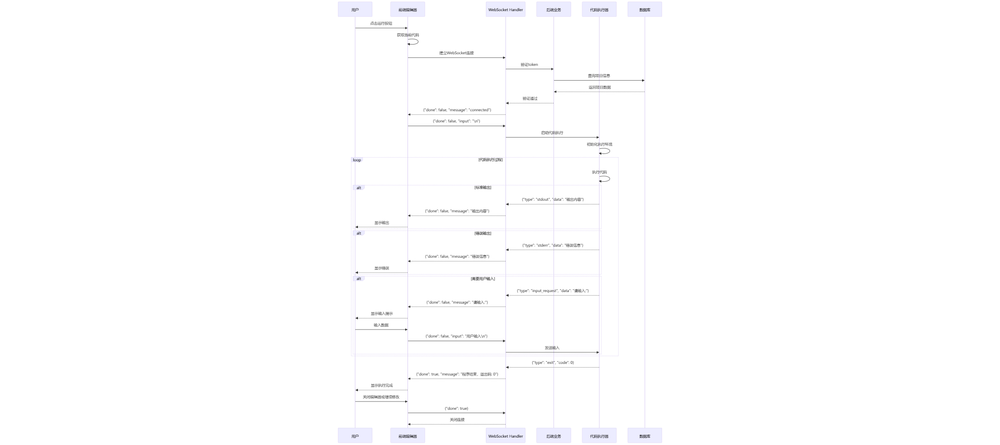 用户
前端编辑器
WebSocket Handler
后端业务
代码执行器
数据库
点击运行按钮
获取当前代码
建立WebSocket连接
验证token
查询项目信息
返回项目数据
验证通过
{"done": false, "message": "connected"}
{"done": false, "input": "\n"}
启动代码执行
初始化执行环境
loop
[代码执行过程]
执行代码
alt
[标准输出]
{"type": "stdout", "data": "输出内容"}
{"done": false, "message": "输出内容"}
显示输出
alt
[错误输出]
{"type": "stderr", "data": "错误信息"}
{"done": false, "message": "错误信息"}
显示错误
alt
[需要用户输入]
{"type": "input_request", "data": "请输入:"}
{"done": false, "message": "请输入:"}
显示输入提示
输入数据
{"done": false, "input": "用户输入\n"}
发送输入
{"type": "exit", "code": 0}
{"done": true, "message": "程序结束，退出码: 0"}
显示执行完成
关闭编辑器或继续修改
{"done": true}
关闭连接
用户
前端编辑器
WebSocket Handler
后端业务
代码执行器
数据库